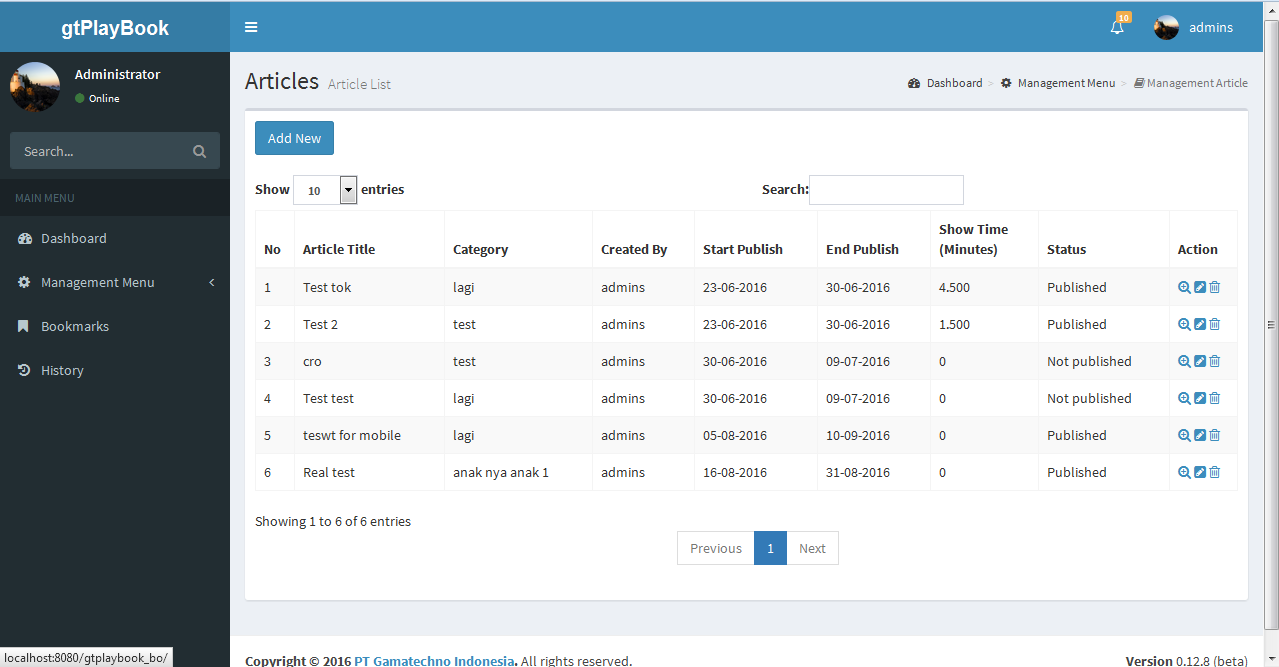 gtPlayBook
10
admins
Administrator
Online
Search...
MAIN MENU
Dashboard
Management Menu
Bookmarks
History
Articles Article List
Dashboard > Management Menu > Management Article
Add New
Show 10 entries
Search:
No Article Title Category Created By Start Publish End Publish Show Time (Minutes) Status Action
1 Test tok lagi admins 23-06-2016 30-06-2016 4.500 Published
2 Test 2 test admins 23-06-2016 30-06-2016 1.500 Published
3 cro test admins 30-06-2016 09-07-2016 0 Not published
4 Test test lagi admins 30-06-2016 09-07-2016 0 Not published
5 teswt for mobile lagi admins 05-08-2016 10-09-2016 0 Published
6 Real test anak nya anak 1 admins 16-08-2016 31-08-2016 0 Published
Showing 1 to 6 of 6 entries
Previous 1 Next
Copyright © 2016 PT Gamatechno Indonesia. All rights reserved.
Version 0.12.8 (beta)
localhost:8080/gtplaybook_bo/